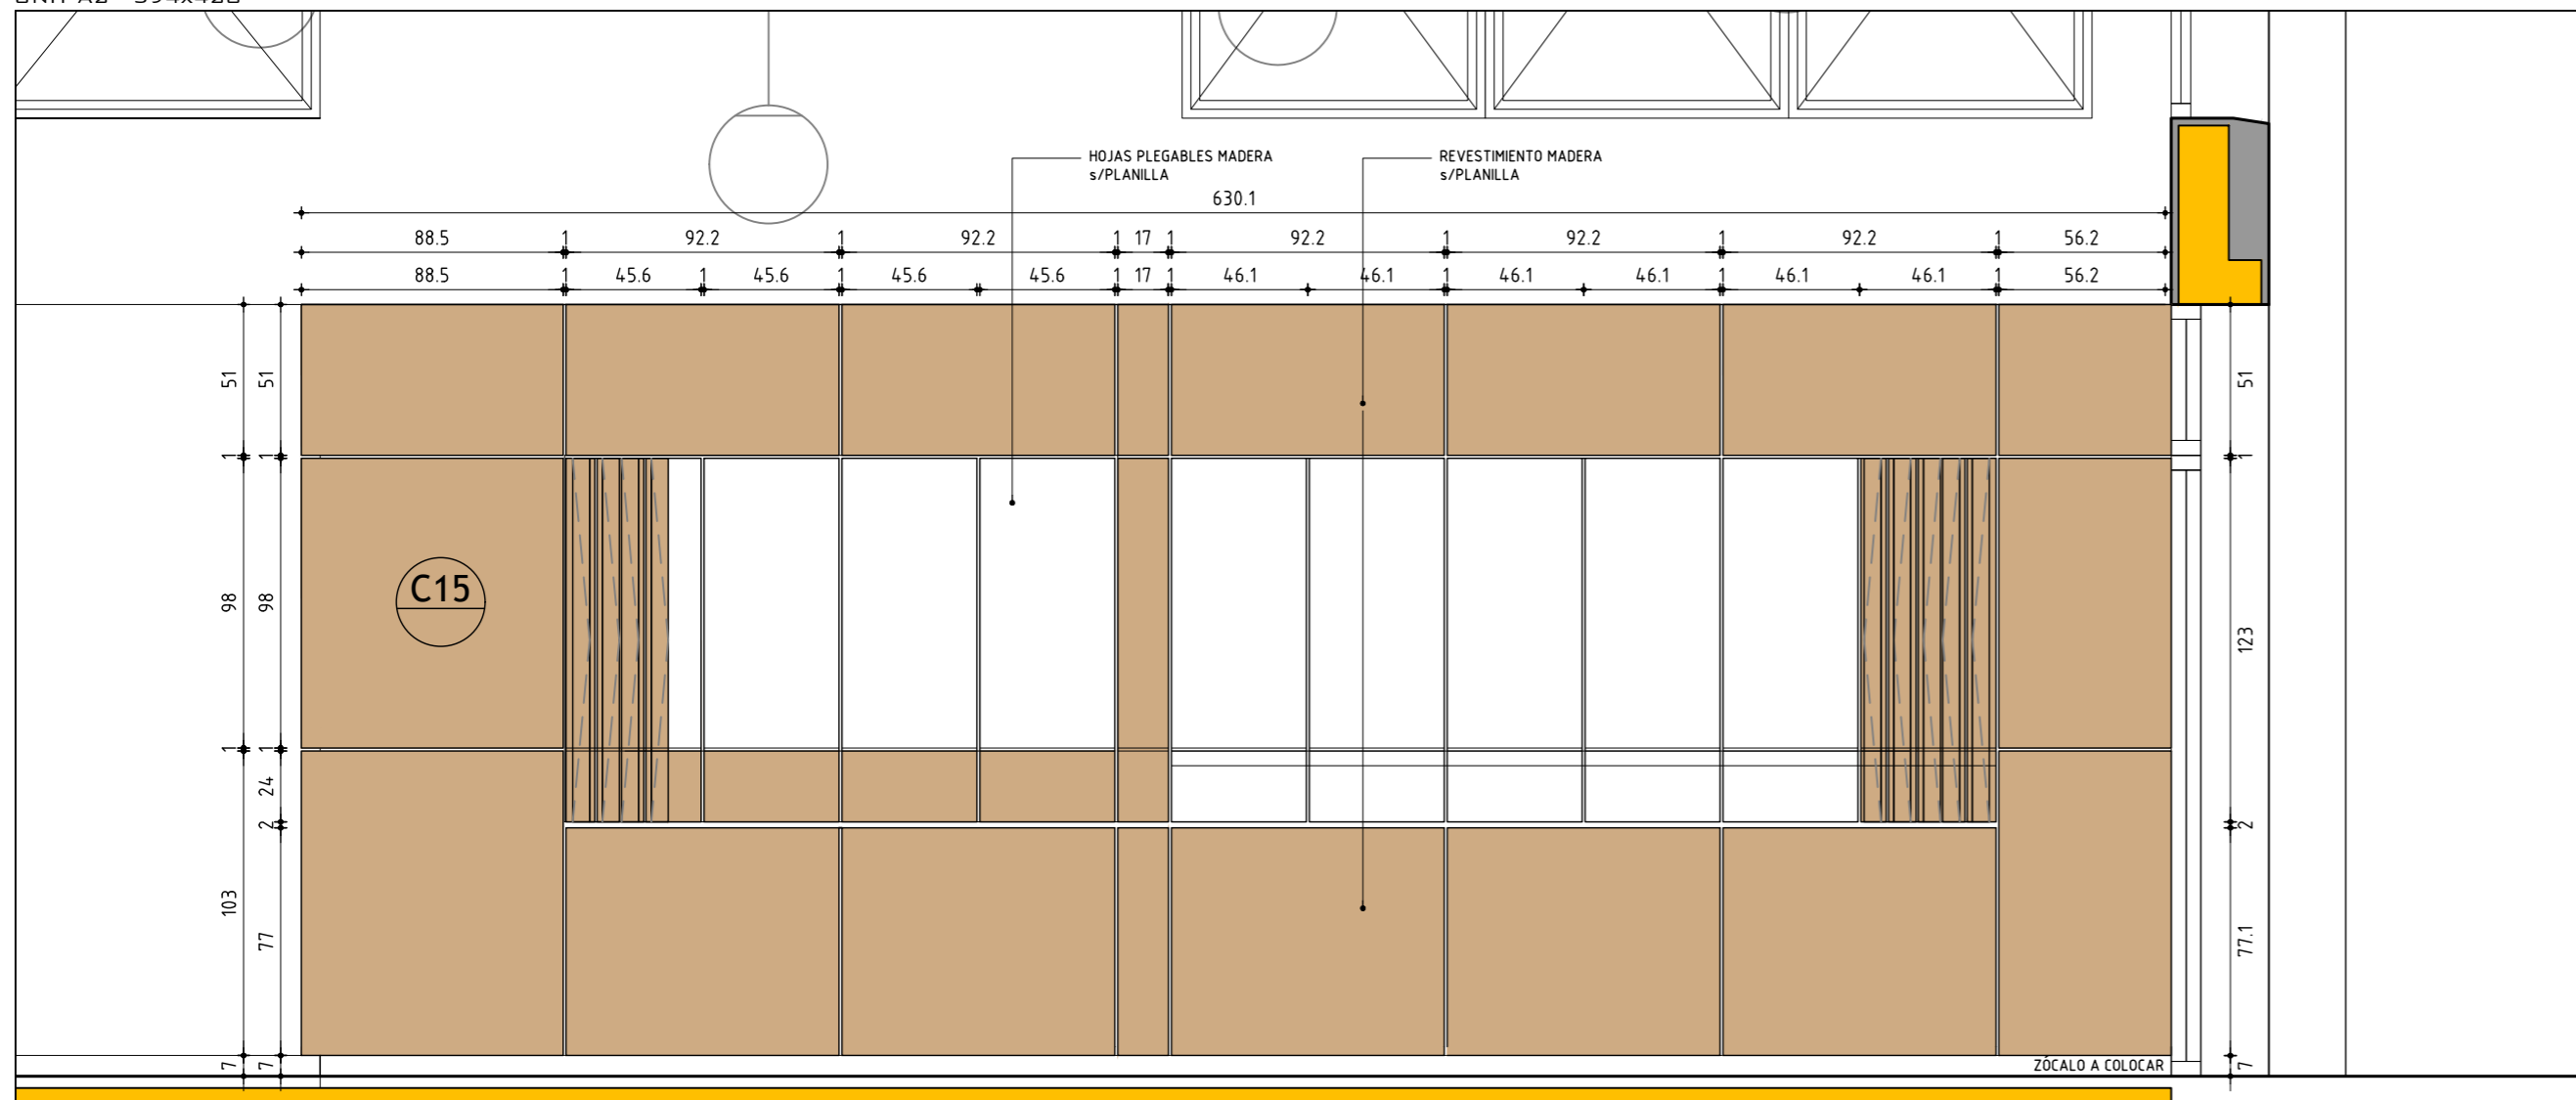 HOJAS PLEGABLES MADERA
s/PLANILLA
REVESTIMIENTO MADERA
s/PLANILLA
630.1
88.5 1 92.2 1 92.2 1 17 1 92.2 1 92.2 1 92.2 1 56.2
88.5 1 45.6 1 45.6 1 45.6 45.6 1 17 1 46.1 46.1 1 46.1 46.1 1 46.1 46.1 1 56.2
51 51 51
1 1 1
98 98 123
C15
1 1
24
2 2
103 77 77.1
7 7 7
ZÓCALO A COLOCAR